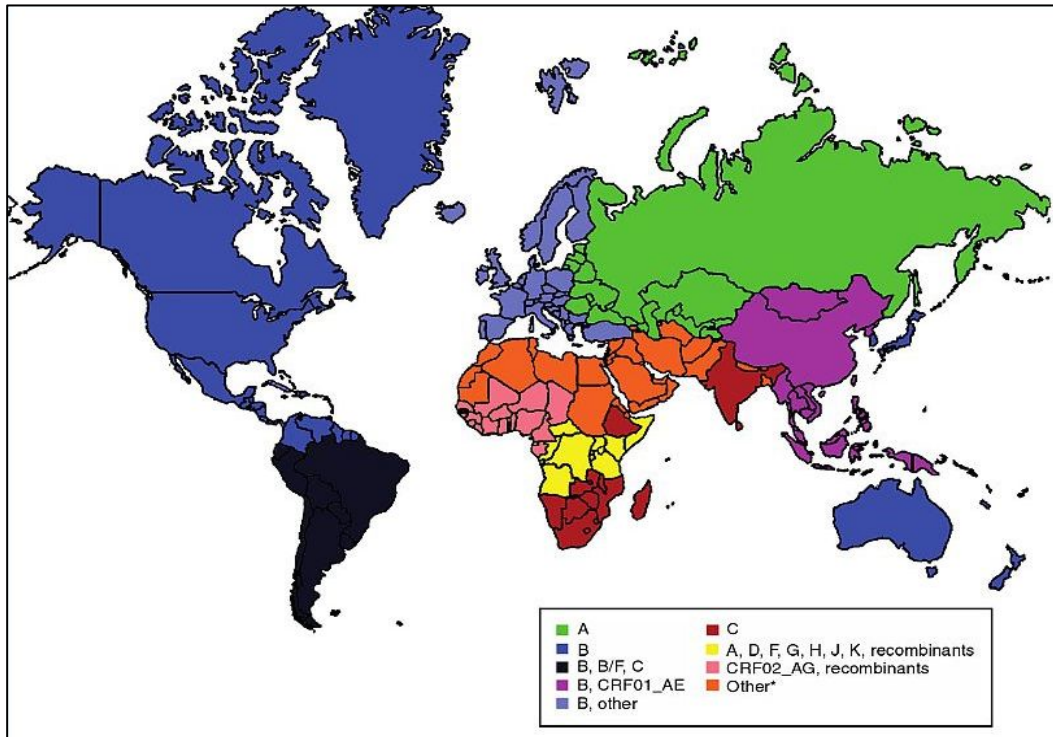 A
B
B, B/F, C
B, CRF01_AE
B, other
C
A, D, F, G, H, J, K, recombinants
CRF02_AG, recombinants
Other*